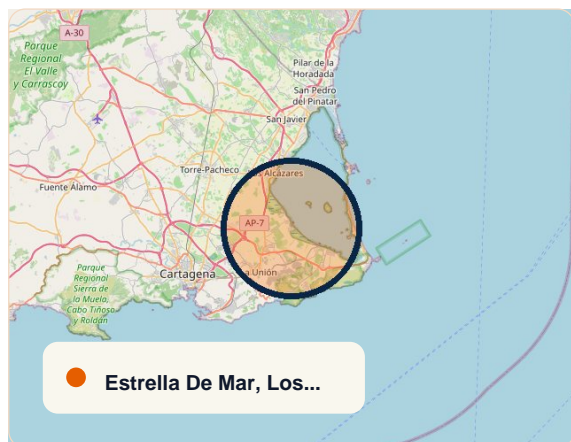 A-30
Parque
Regional
El Valle
y Carrascoy
Pilar de la
Horadada
San Pedro
del Pinatar
San Javier
Torre-Pacheco
Los Alcázares
Fuente Alamo
AP-7
Cartagena
La Unión
Parque
Regional
Sierra de
la Muela,
Cabo Tiñoso
y Roldán
Estrella De Mar, Los...